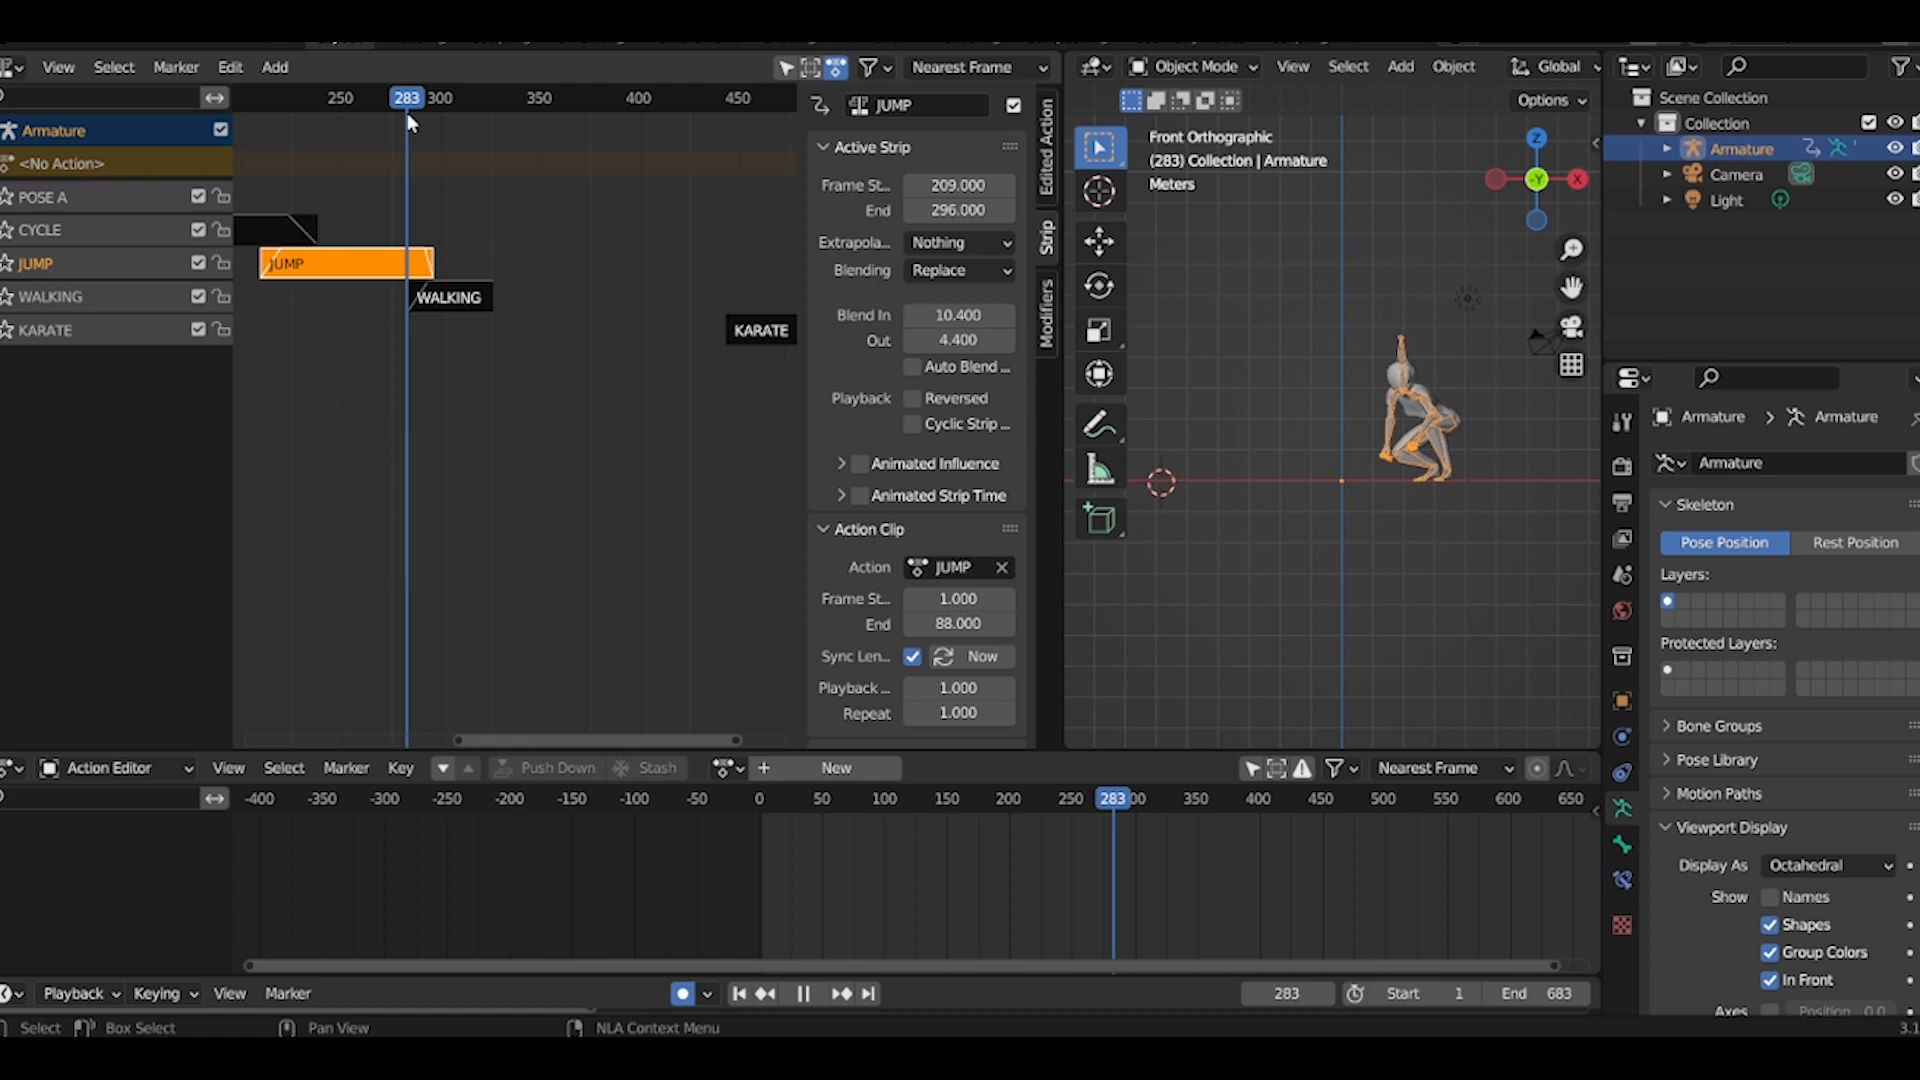 View Select Marker Edit Add Nearest Frame
250 283 300 350 400 450
Armature
<No Action>
POSE A
CYCLE
JUMP
WALKING
KARATE
JUMP
WALKING
KARATE
JUMP
Active Strip
Frame St... 209.000
End 296.000
Extrapola... Nothing
Blending Replace
Blend In 10.400
Out 4.400
Auto Blend ...
Playback Reversed
Cyclic Strip ...
Animated Influence
Animated Strip Time
Action Clip
Action JUMP
Frame St... 1.000
End 88.000
Sync Len... Now
Playback ... 1.000
Repeat 1.000
Edited Action
Strip
Modifiers
Object Mode View Select Add Object Global
Options
Front Orthographic
(283) Collection | Armature
Meters
Z
-Y
X
Scene Collection
Collection
Armature
Camera
Light
Armature > Armature
Armature
Skeleton
Pose Position Rest Position
Layers:
Protected Layers:
Bone Groups
Pose Library
Motion Paths
Viewport Display
Display As Octahedral
Show Names
Shapes
Group Colors
In Front
Axes Position 0.0
Action Editor View Select Marker Key Push Down Stash New Nearest Frame
-400 -350 -300 -250 -200 -150 -100 -50 0 50 100 150 200 250 283 00 350 400 450 500 550 600 650
Playback Keying View Marker 283 Start 1 End 683
Select Box Select Pan View NLA Context Menu 3.1